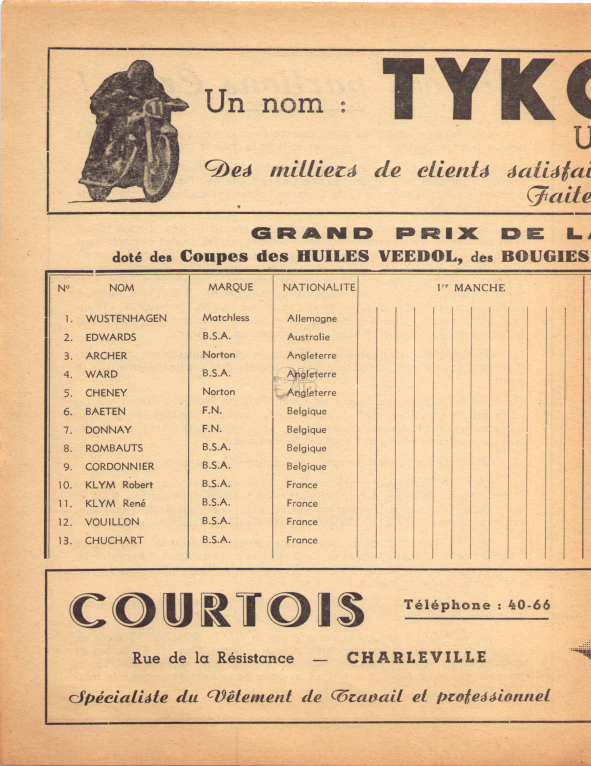 Un nom : TYKO
U
Des milliers de clients satisfai
Faite
GRAND PRIX DE LA
doté des Coupes des HUILES VEEDOL, des BOUGIES
Nº NOM MARQUE NATIONALITE 1re MANCHE
1. WUSTENHAGEN Matchless Allemagne
2. EDWARDS B.S.A. Australie
3. ARCHER Norton Angleterre
4. WARD B.S.A. Angleterre
5. CHENEY Norton Angleterre
6. BAETEN F.N. Belgique
7. DONNAY F.N. Belgique
8. ROMBAUTS B.S.A. Belgique
9. CORDONNIER B.S.A. Belgique
10. KLYM Robert B.S.A. France
11. KLYM René B.S.A. France
12. VOUILLON B.S.A. France
13. CHUCHART B.S.A. France
COURTOIS Téléphone : 40-66
Rue de la Résistance — CHARLEVILLE
Spécialiste du Vêtement de Travail et professionnel